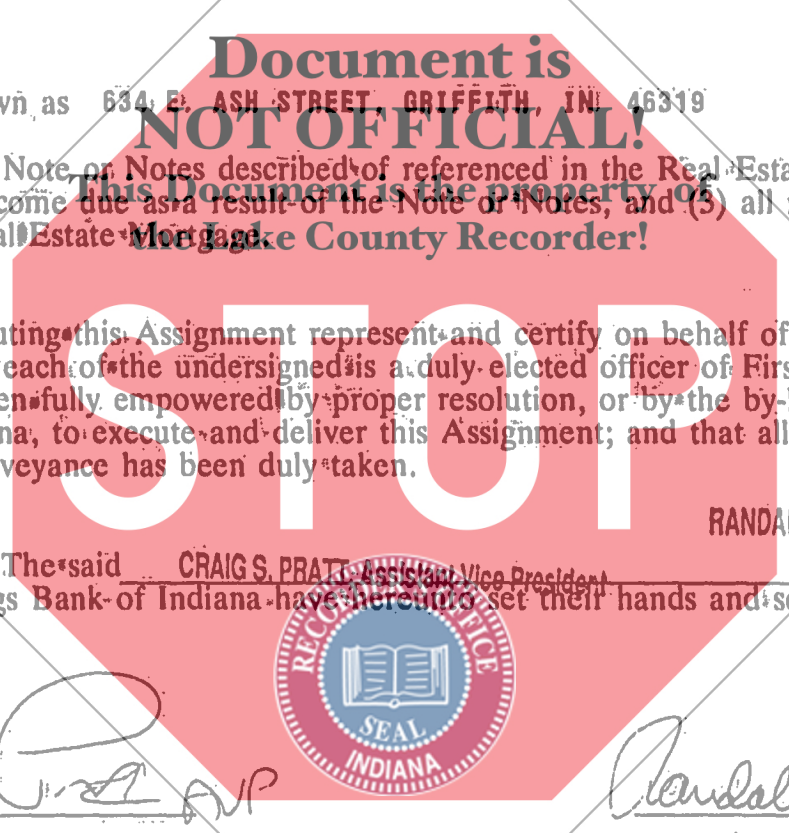 Document is
wn as 634 E. ASH STREET, GRIFFITH, IN 46319
NOT OFFICIAL!
Note or Notes described of referenced in the Real Esta
This Document is the property of
come due as a result of the Note or Notes, and (3) all
al Estate Mortgage.
the Lake County Recorder!
uting this Assignment represent and certify on behalf of
each of the undersigned is a duly elected officer of Firs
en fully empowered by proper resolution, or by the by-
na, to execute and deliver this Assignment; and that all
veyance has been duly taken.
STOP
RANDA
The said CRAIG S. PRATT, Assistant Vice President
gs Bank of Indiana have hereunto set their hands and se
RECORDER OFFICE
SEAL
INDIANA
AVP
Randal